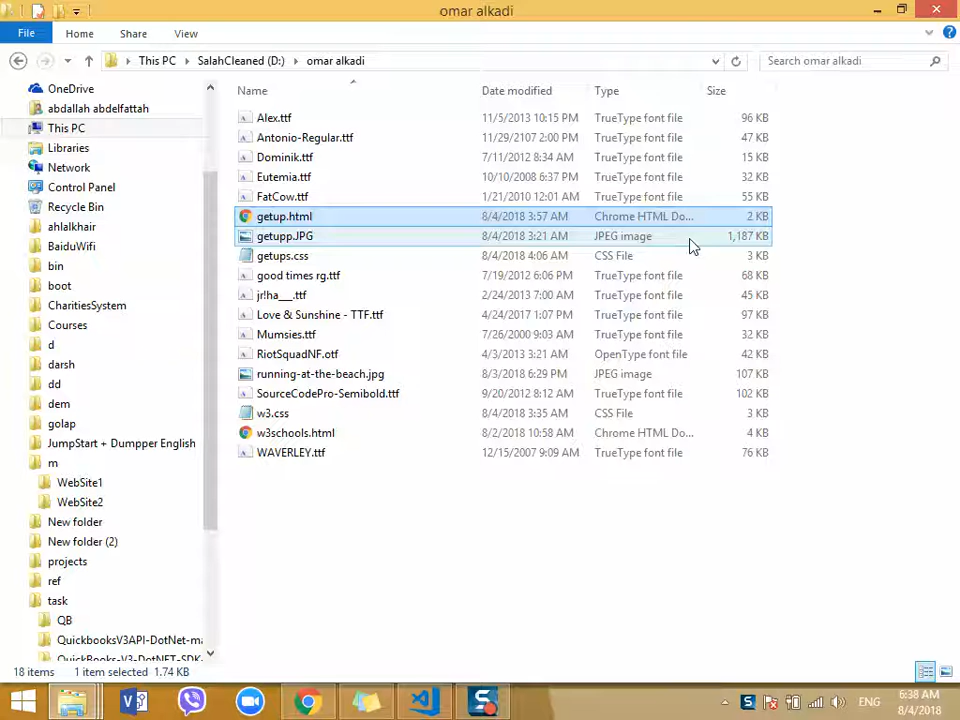 omar alkadi
File Home Share View
This PC SalahCleaned (D:) omar alkadi Search omar alkadi
Name Date modified Type Size
OneDrive
abdallah abdelfattah
This PC
Libraries
Network
Control Panel
Recycle Bin
ahlalkhair
BaiduWifi
bin
boot
CharitiesSystem
Courses
d
darsh
dd
dem
golap
JumpStart + Dumpper English
m
WebSite1
WebSite2
New folder
New folder (2)
projects
ref
task
QB
QuickbooksV3API-DotNet-ma
QuickBooks-V3-DotNET-SDK-
Alex.ttf 11/5/2013 10:15 PM TrueType font file 96 KB
Antonio-Regular.ttf 11/29/2107 2:00 PM TrueType font file 47 KB
Dominik.ttf 7/11/2012 8:34 AM TrueType font file 15 KB
Eutemia.ttf 10/10/2008 6:37 PM TrueType font file 32 KB
FatCow.ttf 1/21/2010 12:01 AM TrueType font file 55 KB
getup.html 8/4/2018 3:57 AM Chrome HTML Do... 2 KB
getupp.JPG 8/4/2018 3:21 AM JPEG image 1,187 KB
getups.css 8/4/2018 4:06 AM CSS File 3 KB
good times rg.ttf 7/19/2012 6:06 PM TrueType font file 68 KB
jr!ha__.ttf 2/24/2013 7:00 AM TrueType font file 45 KB
Love & Sunshine - TTF.ttf 4/24/2017 1:07 PM TrueType font file 97 KB
Mumsies.ttf 7/26/2000 9:03 AM TrueType font file 32 KB
RiotSquadNF.otf 4/3/2013 3:21 AM OpenType font file 42 KB
running-at-the-beach.jpg 8/3/2018 6:29 PM JPEG image 107 KB
SourceCodePro-Semibold.ttf 9/20/2012 8:12 AM TrueType font file 102 KB
w3.css 8/4/2018 3:35 AM CSS File 3 KB
w3schools.html 8/2/2018 10:58 AM Chrome HTML Do... 4 KB
WAVERLEY.ttf 12/15/2007 9:09 AM TrueType font file 76 KB
18 items 1 item selected 1.74 KB
ENG 6:38 AM
8/4/2018